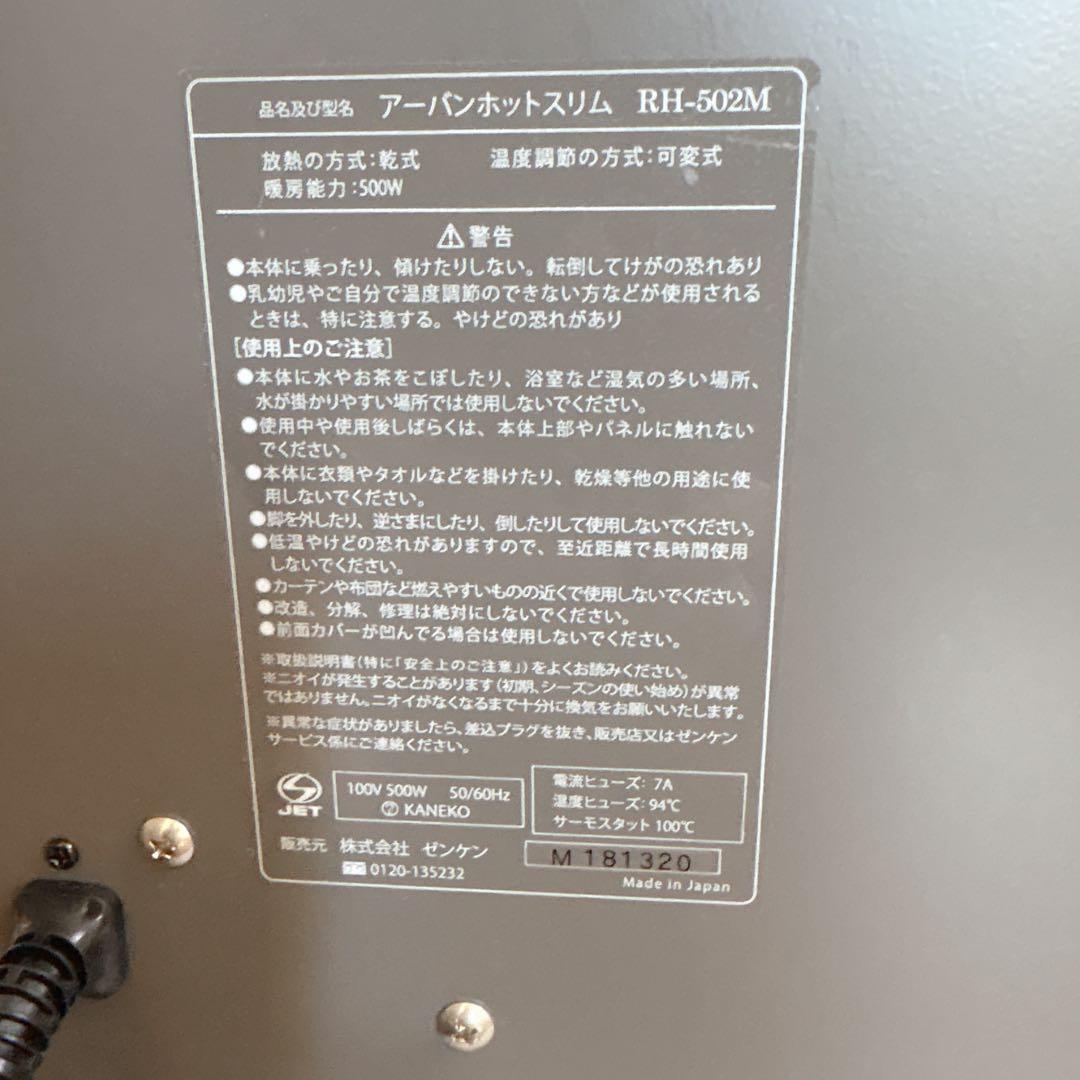 品名及び型名 アーバンホットスリム RH-502M
放熱の方式：乾式 温度調節の方式：可変式
暖房能力：500W
⚠警告
●本体に乗ったり、傾けたりしない。転倒してけがの恐れあり
●乳幼児やご自分で温度調節のできない方などが使用される
ときは、特に注意する。やけどの恐れがあり
［使用上のご注意］
●本体に水やお茶をこぼしたり、浴室など湿気の多い場所、
水が掛かりやすい場所では使用しないでください。
●使用中や使用後しばらくは、本体上部やパネルに触れない
でください。
●本体に衣類やタオルなどを掛けたり、乾燥等他の用途に使
用しないでください。
●脚を外したり、逆さまにしたり、倒したりして使用しないでください。
●低温やけどの恐れがありますので、至近距離で長時間使用
しないでください。
●カーテンや布団など燃えやすいものの近くで使用しないでください。
●改造、分解、修理は絶対にしないでください。
●前面カバーが凹んでる場合は使用しないでください。
※取扱説明書（特に「安全上のご注意」）をよくお読みください。
※ニオイが発生することがあります（初期、シーズンの使い始め）が異常
ではありません。ニオイがなくなるまで十分に換気をお願いいたします。
※異常な症状がありましたら、差込プラグを抜き、販売店又はゼンケン
サービス係にご連絡ください。
JET
100V 500W 50/60Hz
KANEKO
電流ヒューズ： 7A
温度ヒューズ： 94℃
サーモスタット 100℃
販売元 株式会社 ゼンケン
0120-135232
M 181320
Made in Japan